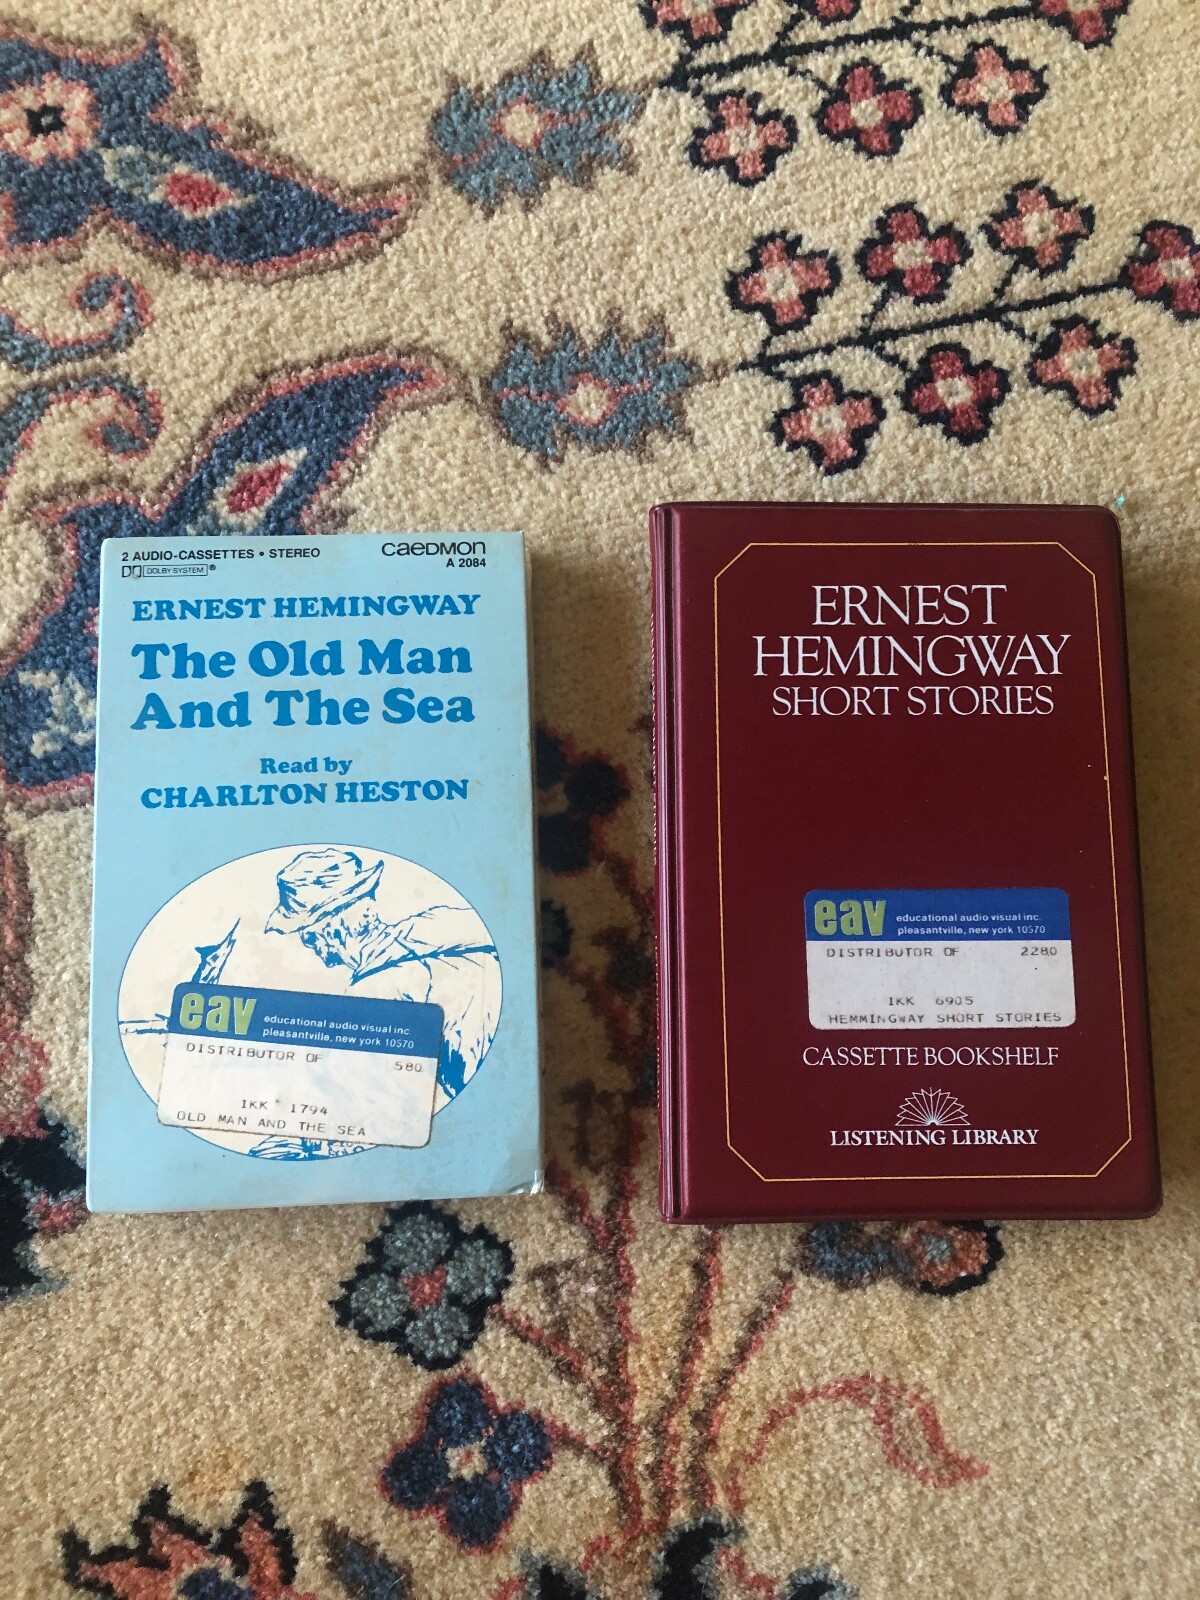 2 AUDIO-CASSETTES • STEREO
DOLBY SYSTEM®
CAEDMON
A 2084
ERNEST HEMINGWAY
The Old Man
And The Sea
Read by
CHARLTON HESTON
eav
educational audio visual inc.
pleasantville, new york 10570
DISTRIBUTOR OF
580
IKK 1794
OLD MAN AND THE SEA
ERNEST
HEMINGWAY
SHORT STORIES
eav
educational audio visual inc.
pleasantville, new york 10570
DISTRIBUTOR OF 2280
IKK 6905
HEMMINGWAY SHORT STORIES
CASSETTE BOOKSHELF
LISTENING LIBRARY